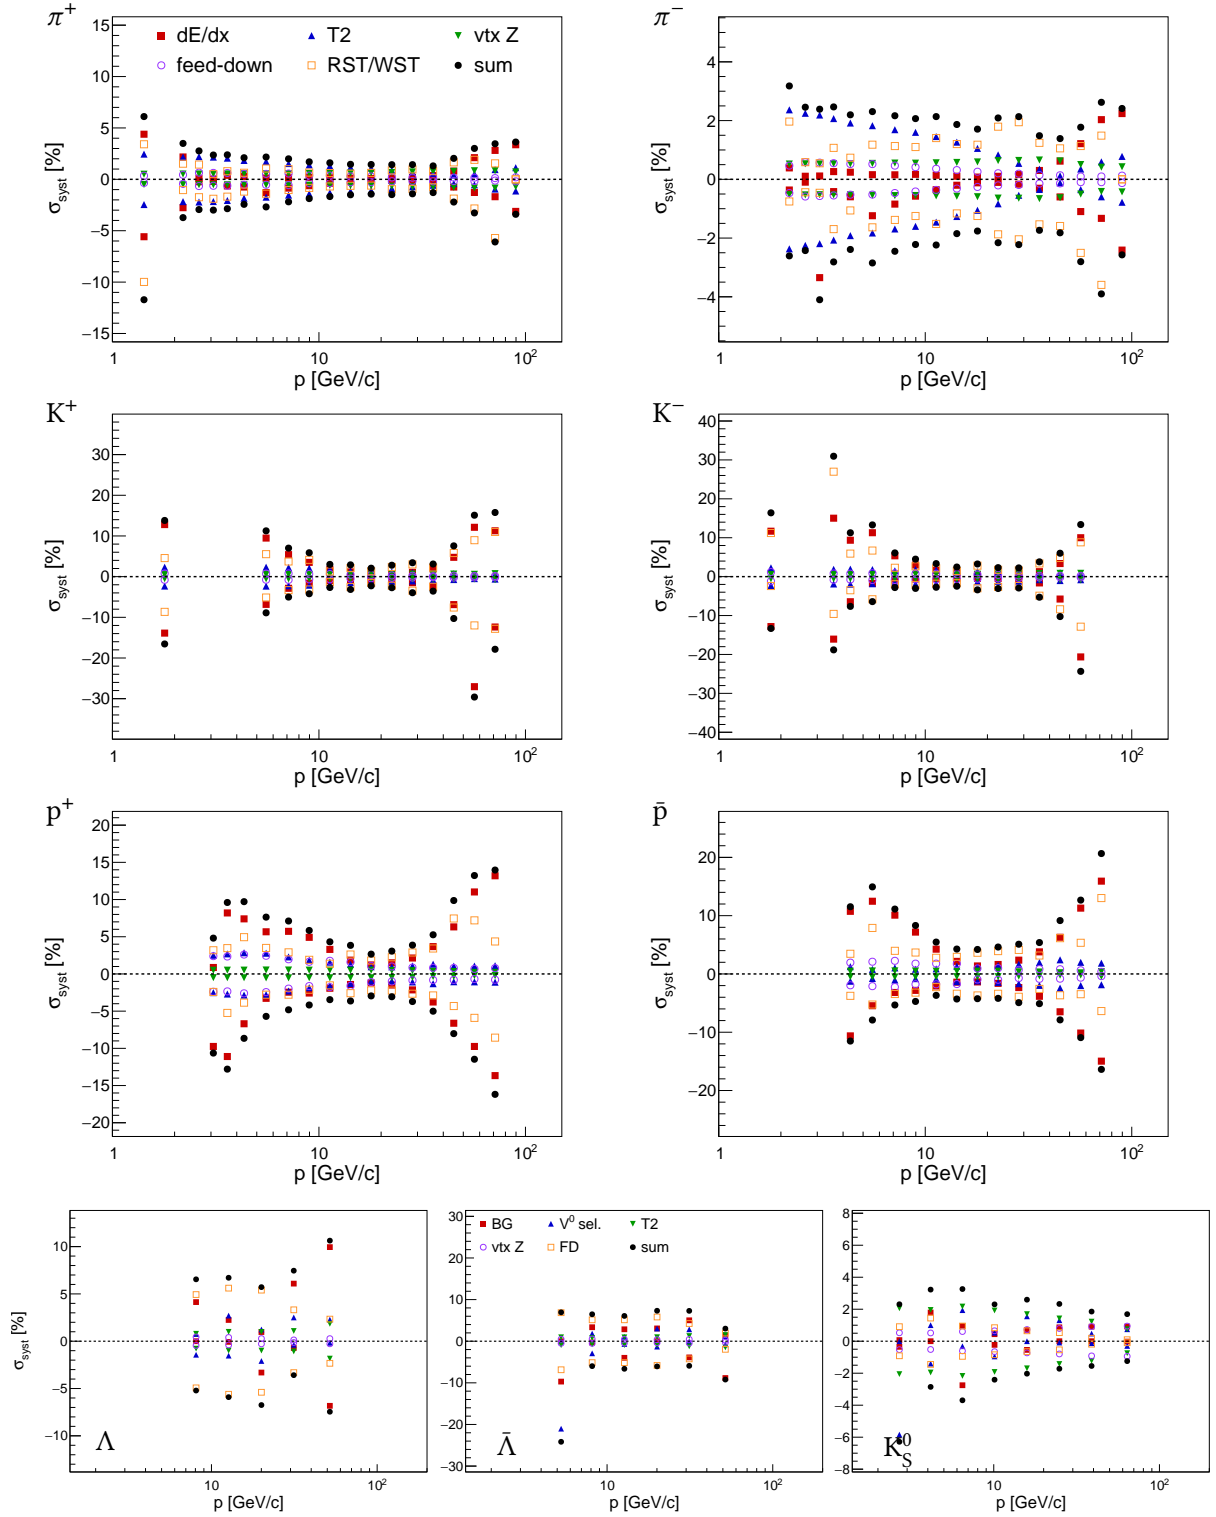 π+
15
10
5
0
−5
−10
−15
σsyst [%]
dE/dx
T2
vtx Z
feed-down
RST/WST
sum
1
10
10²
p [GeV/c]
π−
4
2
0
−2
−4
σsyst [%]
1
10
10²
p [GeV/c]
K+
30
20
10
0
−10
−20
−30
σsyst [%]
1
10
10²
p [GeV/c]
K−
40
30
20
10
0
−10
−20
−30
−40
σsyst [%]
1
10
10²
p [GeV/c]
p+
20
15
10
5
0
−5
−10
−15
−20
σsyst [%]
1
10
10²
p [GeV/c]
p̄
20
10
0
−10
−20
σsyst [%]
1
10
10²
p [GeV/c]
10
5
0
−5
−10
σsyst [%]
Λ
10
10²
p [GeV/c]
30
20
10
0
−10
−20
−30
BG
V⁰ sel.
T2
vtx Z
FD
sum
Λ̄
10
10²
p [GeV/c]
8
6
4
2
0
−2
−4
−6
−8
K⁰S
10
10²
p [GeV/c]